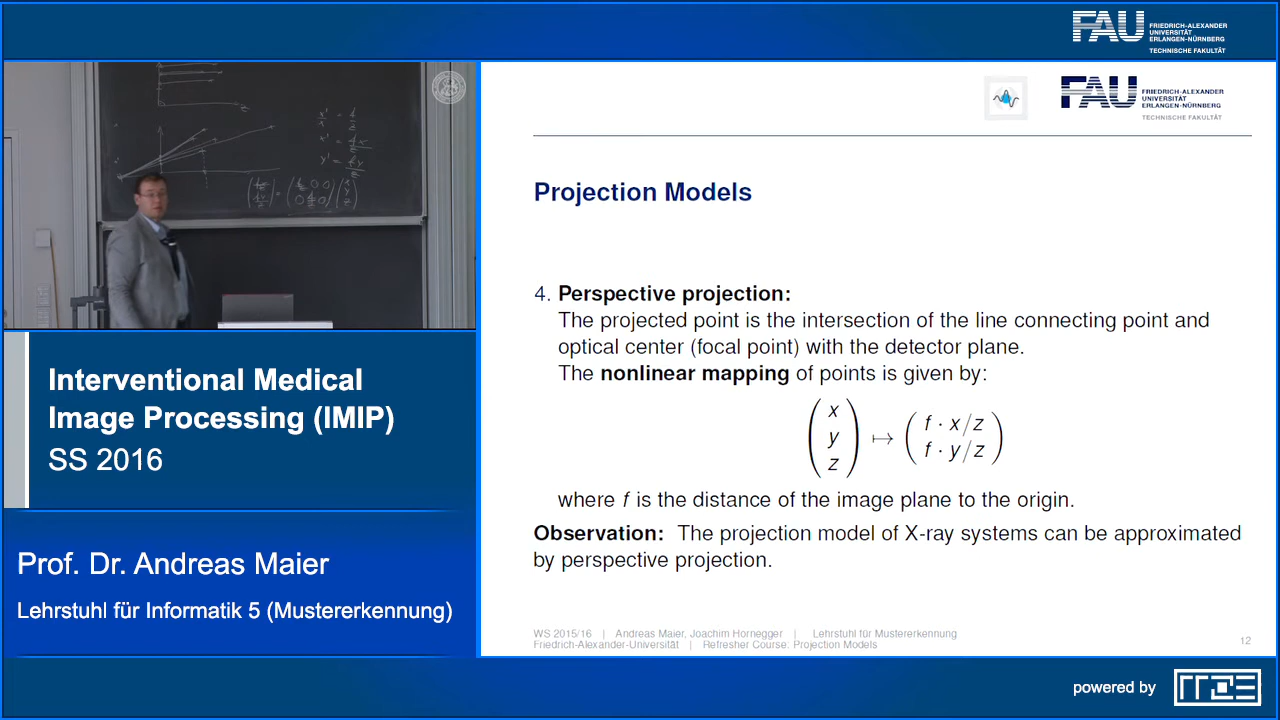 FAU
FRIEDRICH-ALEXANDER
UNIVERSITÄT
ERLANGEN-NÜRNBERG
TECHNISCHE FAKULTÄT
FAU
FRIEDRICH-ALEXANDER
UNIVERSITÄT
ERLANGEN-NÜRNBERG
TECHNISCHE FAKULTÄT
Projection Models
4. Perspective projection:
The projected point is the intersection of the line connecting point and
optical center (focal point) with the detector plane.
The nonlinear mapping of points is given by:
(x y z) ↦ (f · x/z f · y/z)
where f is the distance of the image plane to the origin.
Observation: The projection model of X-ray systems can be approximated
by perspective projection.
WS 2015/16 | Andreas Maier, Joachim Hornegger | Lehrstuhl für Mustererkennung
Friedrich-Alexander-Universität | Refresher Course: Projection Models
12
Interventional Medical
Image Processing (IMIP)
SS 2016
Prof. Dr. Andreas Maier
Lehrstuhl für Informatik 5 (Mustererkennung)
powered by